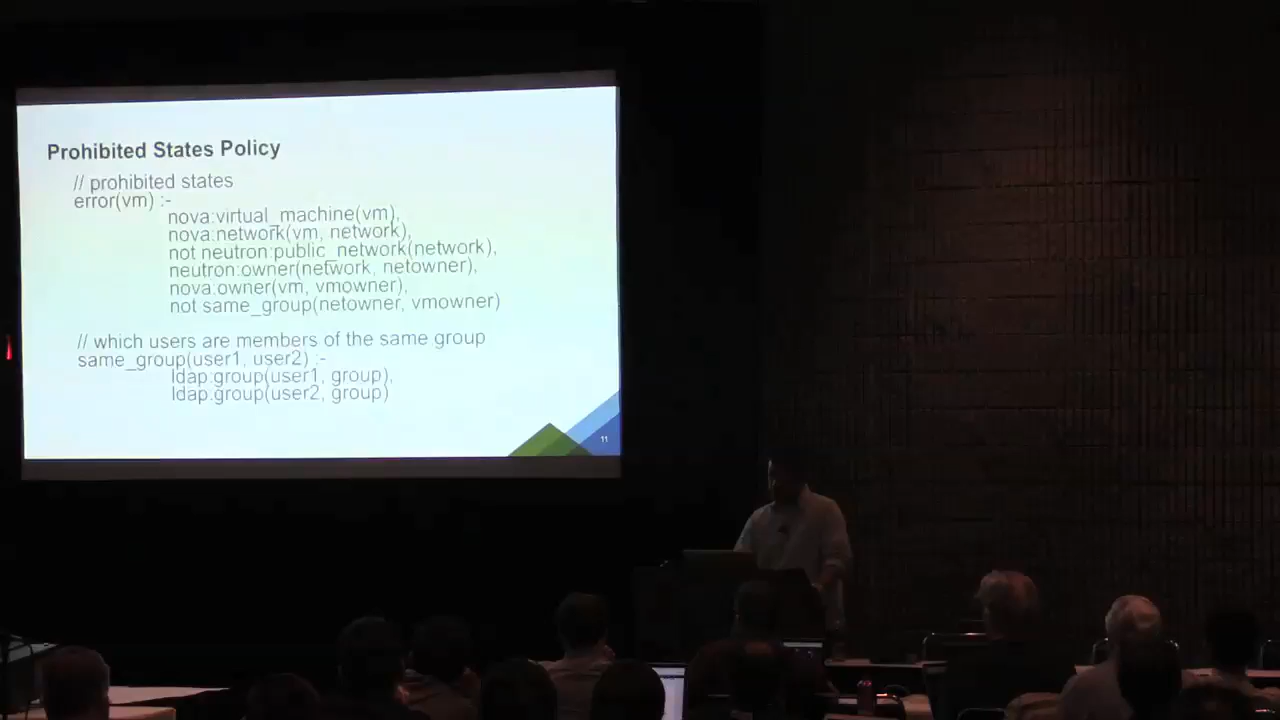 Prohibited States Policy
// prohibited states
error(vm) :-
nova:virtual_machine(vm),
nova:network(vm, network),
not neutron:public_network(network),
neutron:owner(network, netowner),
nova:owner(vm, vmowner),
not same_group(netowner, vmowner)
// which users are members of the same group
same_group(user1, user2) :-
ldap:group(user1, group),
ldap:group(user2, group)
11